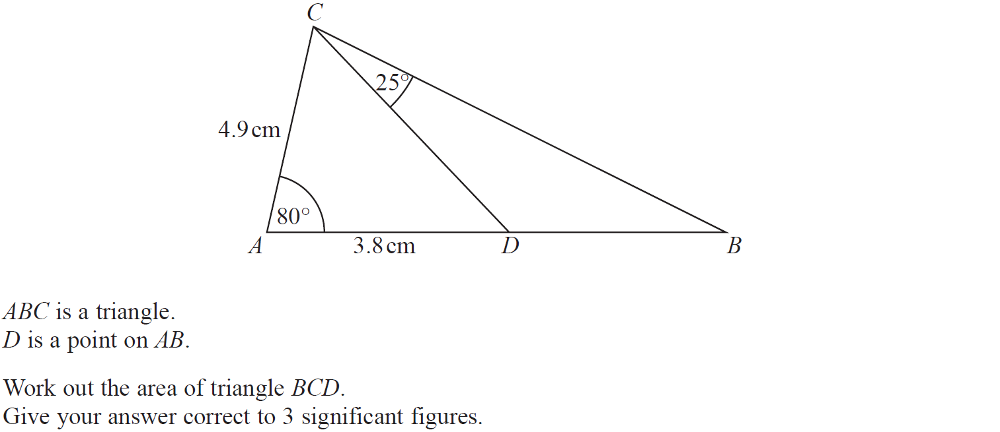 C
25°
4.9 cm
80°
A 3.8 cm D B
ABC is a triangle.
D is a point on AB.
Work out the area of triangle BCD.
Give your answer correct to 3 significant figures.